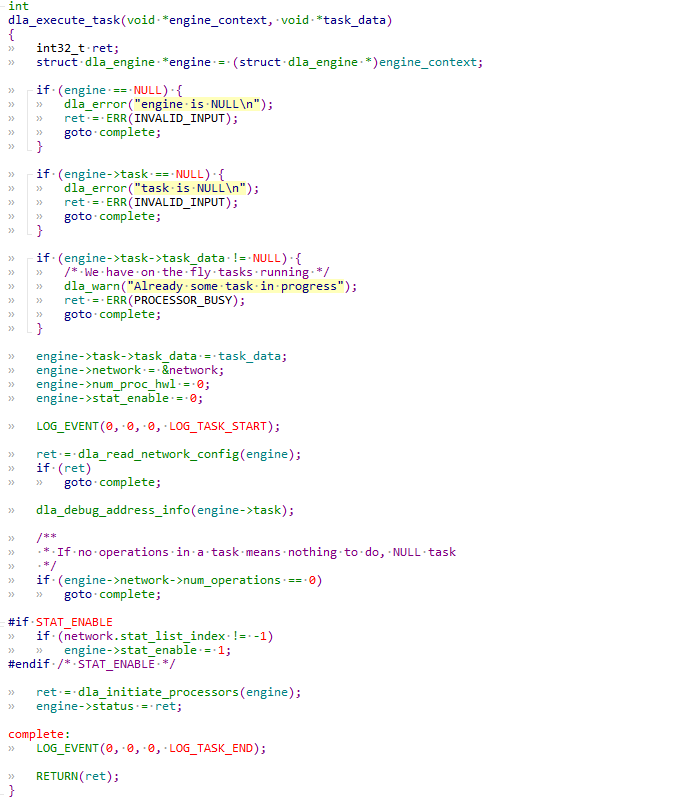 int
dla_execute_task(void *engine_context, void *task_data)
{
int32_t ret;
struct dla_engine *engine = (struct dla_engine *)engine_context;
if (engine == NULL) {
dla_error("engine is NULL\n");
ret = ERR(INVALID_INPUT);
goto complete;
}
if (engine->task == NULL) {
dla_error("task is NULL\n");
ret = ERR(INVALID_INPUT);
goto complete;
}
if (engine->task->task_data != NULL) {
/* We have on the fly tasks running */
dla_warn("Already some task in progress");
ret = ERR(PROCESSOR_BUSY);
goto complete;
}
engine->task->task_data = task_data;
engine->network = &network;
engine->num_proc_hwl = 0;
engine->stat_enable = 0;
LOG_EVENT(0, 0, 0, LOG_TASK_START);
ret = dla_read_network_config(engine);
if (ret)
goto complete;
dla_debug_address_info(engine->task);
/**
* If no operations in a task means nothing to do, NULL task
*/
if (engine->network->num_operations == 0)
goto complete;
#if STAT_ENABLE
if (network.stat_list_index != -1)
engine->stat_enable = 1;
#endif /* STAT_ENABLE */
ret = dla_initiate_processors(engine);
engine->status = ret;
complete:
LOG_EVENT(0, 0, 0, LOG_TASK_END);
RETURN(ret);
}